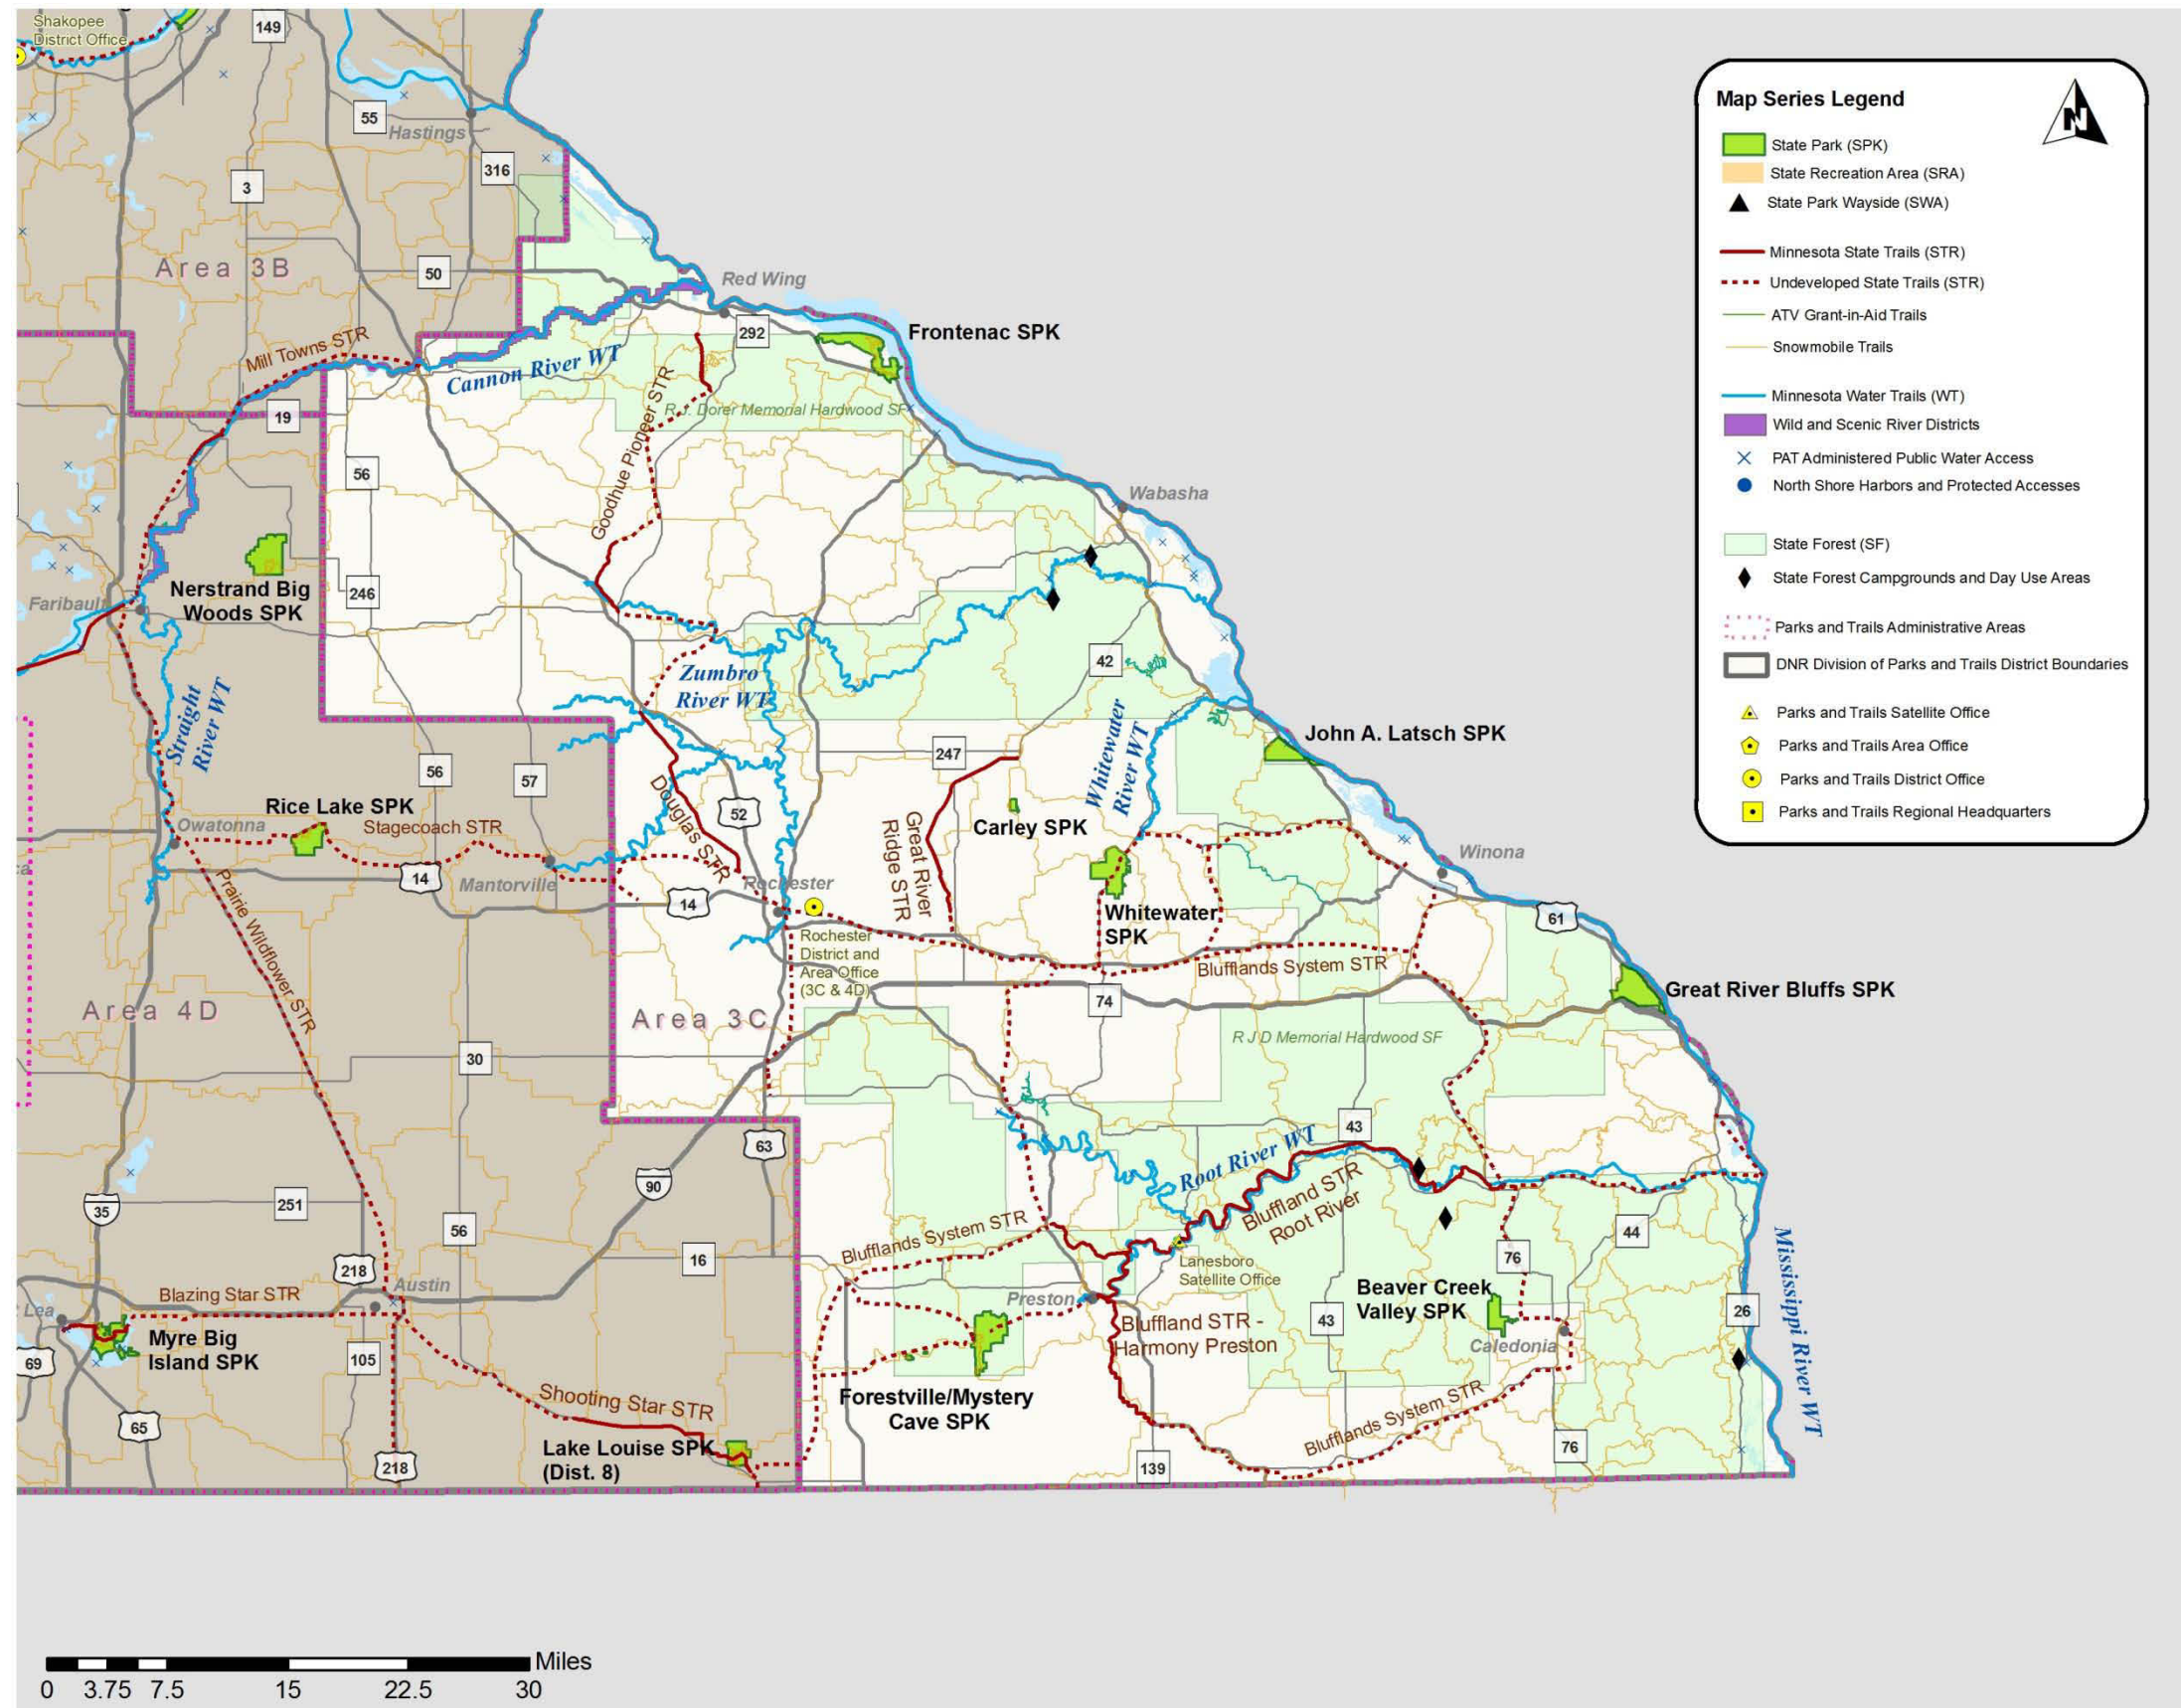 Shakopee
District Office
149
55
Hastings
316
3
Area 3B
50
Red Wing
292
Frontenac SPK
Mill Towns STR
Cannon River WT
R.J. Dorer Memorial Hardwood SF
19
56
Goodhue Pioneer STR
Wabasha
Nerstrand Big
Woods SPK
246
Faribault
42
Zumbro
River WT
Straight
River WT
Whitewater
River WT
John A. Latsch SPK
247
56
57
Douglas STR
52
Rice Lake SPK
Owatonna
Stagecoach STR
Great River
Ridge STR
Carley SPK
Winona
14
Mantorville
Rochester
14
Prairie Wildflower STR
Whitewater
SPK
61
Rochester
District and
Area Office
(3C & 4D)
Blufflands System STR
Great River Bluffs SPK
74
Area 4D
Area 3C
R J D Memorial Hardwood SF
30
43
63
Root River WT
90
35
251
56
Bluffland STR
Root River
Blufflands System STR
44
16
76
218
Lanesboro
Satellite Office
Mississippi River WT
Austin
Blazing Star STR
Lea
Preston
Beaver Creek
Valley SPK
43
26
Bluffland STR -
Harmony Preston
Caledonia
Myre Big
Island SPK
69
105
Shooting Star STR
Forestville/Mystery
Cave SPK
Blufflands System STR
65
Lake Louise SPK
(Dist. 8)
218
139
76
Miles
0 3.75 7.5 15 22.5 30
Map Series Legend
N
State Park (SPK)
State Recreation Area (SRA)
State Park Wayside (SWA)
Minnesota State Trails (STR)
Undeveloped State Trails (STR)
ATV Grant-in-Aid Trails
Snowmobile Trails
Minnesota Water Trails (WT)
Wild and Scenic River Districts
PAT Administered Public Water Access
North Shore Harbors and Protected Accesses
State Forest (SF)
State Forest Campgrounds and Day Use Areas
Parks and Trails Administrative Areas
DNR Division of Parks and Trails District Boundaries
Parks and Trails Satellite Office
Parks and Trails Area Office
Parks and Trails District Office
Parks and Trails Regional Headquarters